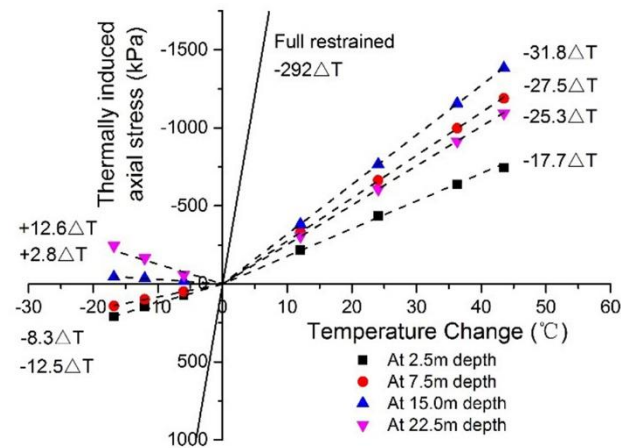 Thermally induced
axial stress (kPa)
-1500
-1000
-500
0
500
1000
Full restrained
-292△T
-31.8△T
-27.5△T
-25.3△T
-17.7△T
+12.6△T
+2.8△T
-8.3△T
-12.5△T
-30 -20 -10 0 10 20 30 40 50 60
Temperature Change (℃)
At 2.5m depth
At 7.5m depth
At 15.0m depth
At 22.5m depth